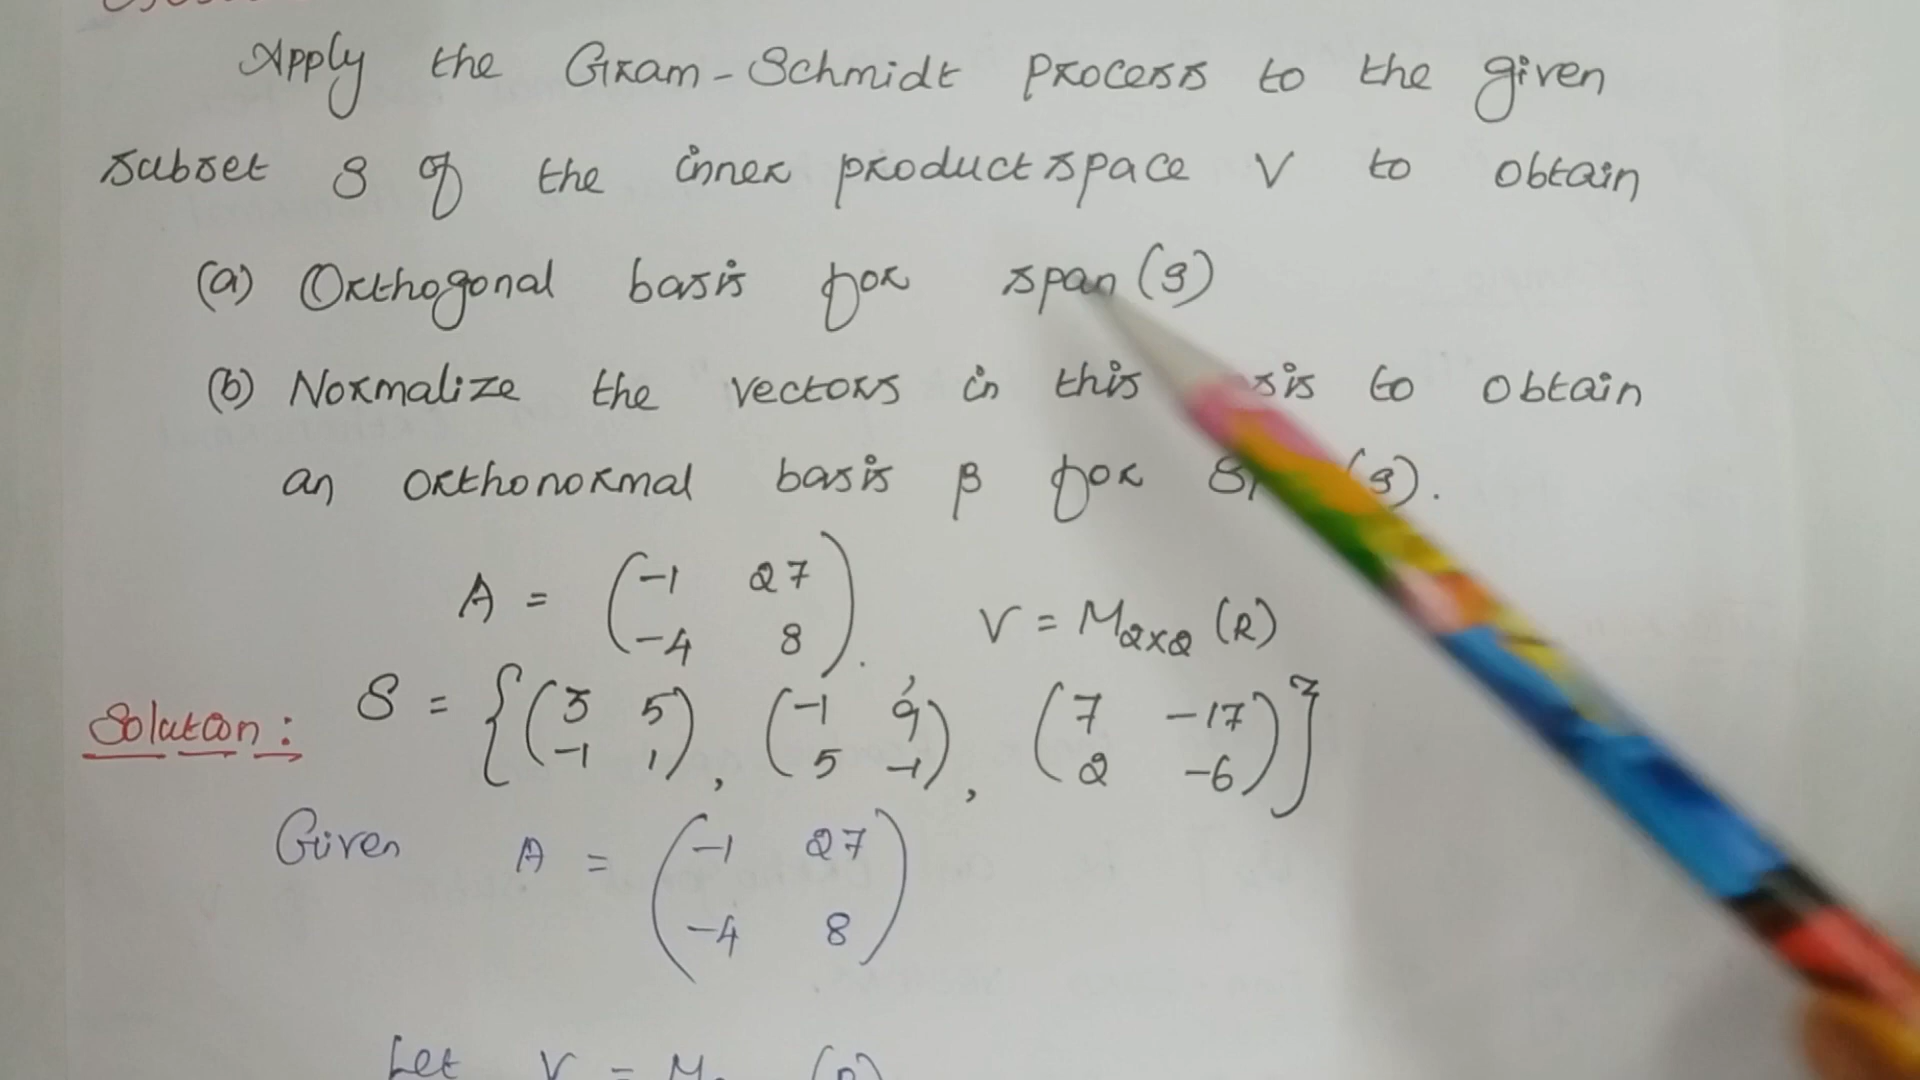 Apply the Gram-Schmidt process to the given
subset S of the inner product space V to obtain
(a) Orthogonal basis for span(S)
(b) Normalize the vectors in this sis to obtain
an orthonormal basis β for (S).
A = (-1 27
-4 8). V = M2x2 (R)
,
S = {(3 5
-1 1), (-1 9
5 -1), (7 -17
2 -6)}
Solution:
Given A = (-1 27
-4 8)
Let V = M